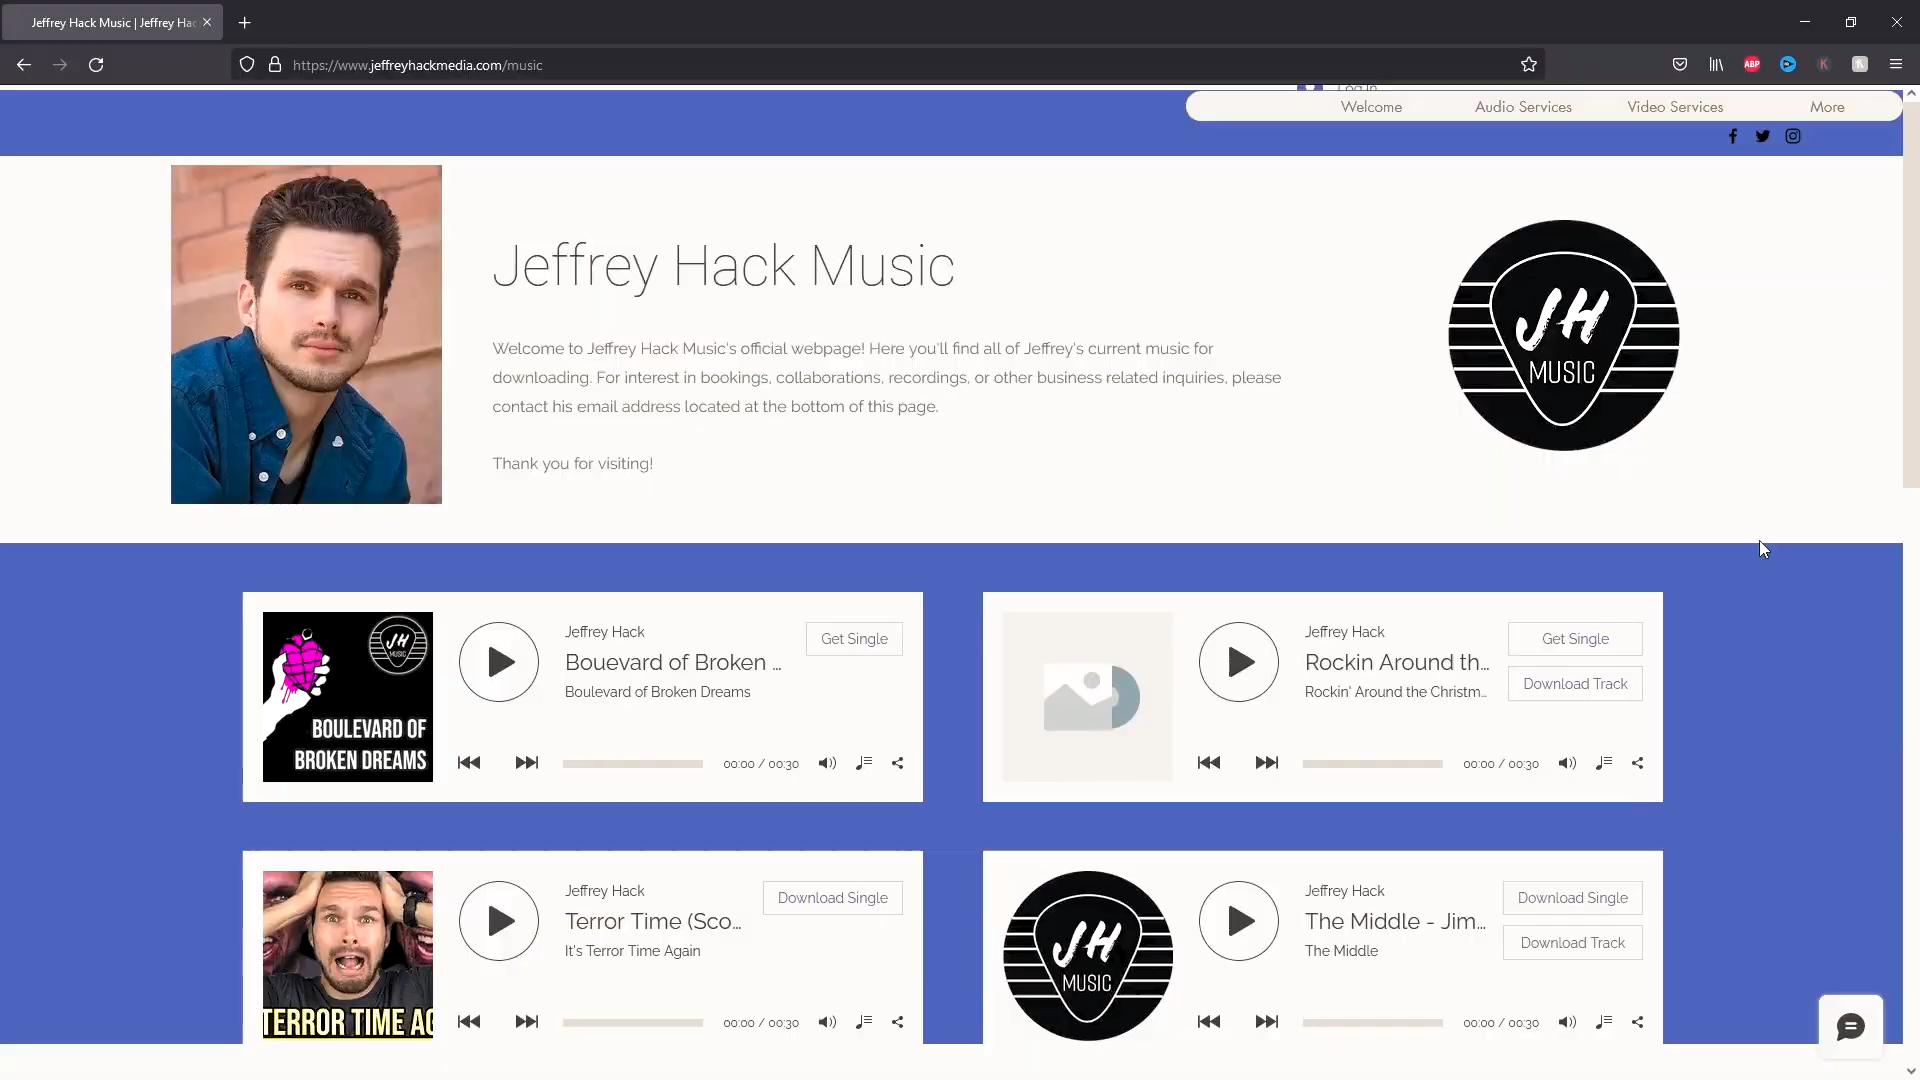 Jeffrey Hack Music | Jeffrey Hac
https://www.jeffreyhackmedia.com/music
ABP
K
Log In
Welcome
Audio Services
Video Services
More
Jeffrey Hack Music
Welcome to Jeffrey Hack Music's official webpage! Here you'll find all of Jeffrey's current music for
downloading. For interest in bookings, collaborations, recordings, or other business related inquiries, please
contact his email address located at the bottom of this page.
Thank you for visiting!
JH
MUSIC
JH
MUSIC
BOULEVARD OF
BROKEN DREAMS
Jeffrey Hack
Bouevard of Broken ...
Boulevard of Broken Dreams
Get Single
00:00 / 00:30
Jeffrey Hack
Rockin Around th...
Rockin' Around the Christm...
Get Single
Download Track
00:00 / 00:30
TERROR TIME AG
Jeffrey Hack
Terror Time (Sco...
It's Terror Time Again
Download Single
00:00 / 00:30
JH
MUSIC
Jeffrey Hack
The Middle - Jim...
The Middle
Download Single
Download Track
00:00 / 00:30